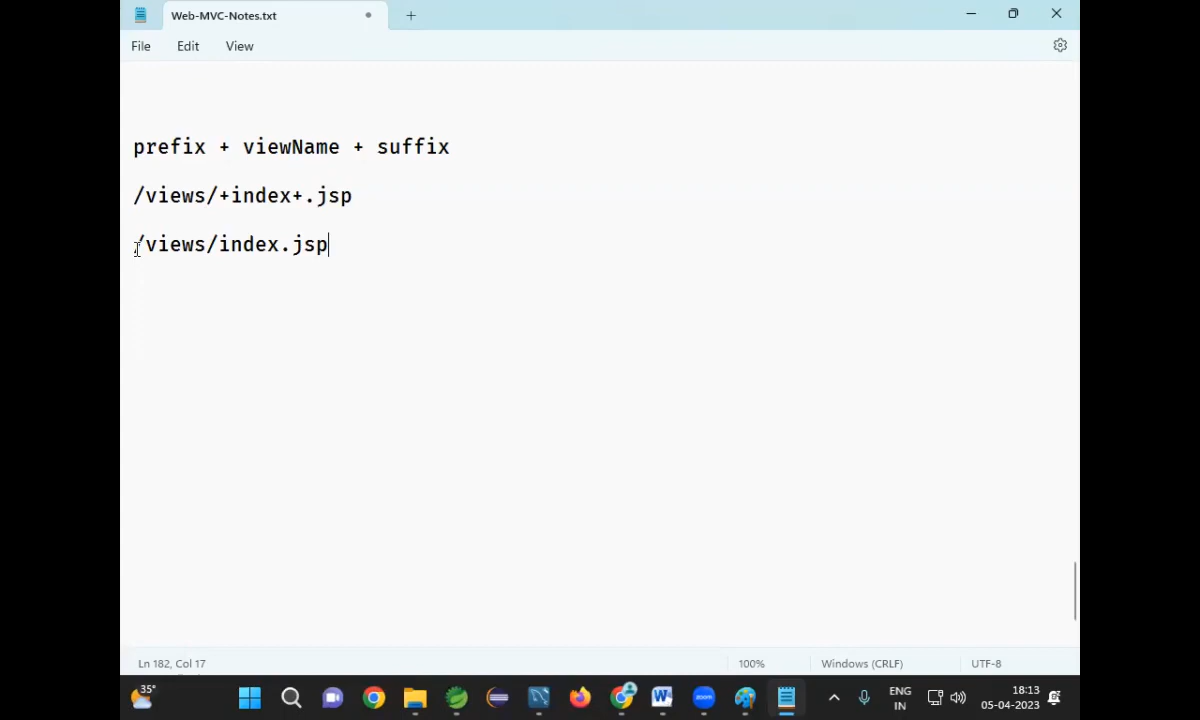 Web-MVC-Notes.txt
File Edit View
prefix + viewName + suffix
/views/+index+.jsp
/views/index.jsp
Ln 182, Col 17 100% Windows (CRLF) UTF-8
35° W zoom ENG IN 18:13 05-04-2023